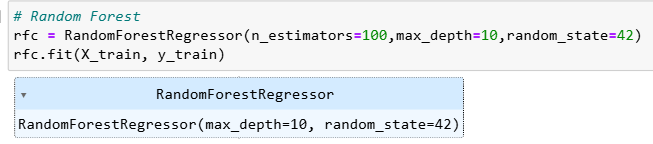 # Random Forest
rfc = RandomForestRegressor(n_estimators=100,max_depth=10,random_state=42)
rfc.fit(X_train, y_train)
RandomForestRegressor
RandomForestRegressor(max_depth=10, random_state=42)